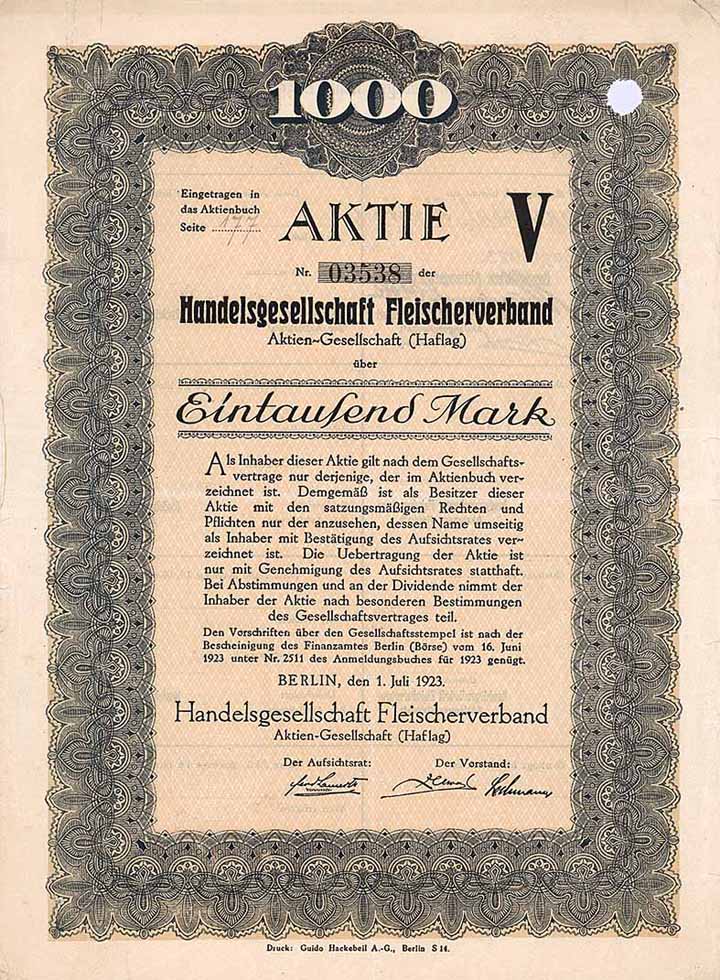 1000
Eingetragen in
das Aktienbuch
Seite 177
AKTIE V
Nr. 03538 der
Handelsgesellschaft Fleischerverband
Aktien-Gesellschaft (Haflag)
über
Eintausend Mark
Als Inhaber dieser Aktie gilt nach dem Gesellschafts-
vertrage nur derjenige, der im Aktienbuch ver-
zeichnet ist. Demgemäß ist als Besitzer dieser
Aktie mit den satzungsmäßigen Rechten und
Pflichten nur der anzusehen, dessen Name umseitig
als Inhaber mit Bestätigung des Aufsichtsrates ver-
zeichnet ist. Die Uebertragung der Aktie ist
nur mit Genehmigung des Aufsichtsrates statthaft.
Bei Abstimmungen und an der Dividende nimmt der
Inhaber der Aktie nach besonderen Bestimmungen
des Gesellschaftsvertrages teil.
Den Vorschriften über den Gesellschaftsstempel ist nach der
Bescheinigung des Finanzamtes Berlin (Börse) vom 16. Juni
1923 unter Nr. 2511 des Anmeldungsbuches für 1923 genügt.
BERLIN, den 1. Juli 1923.
Handelsgesellschaft Fleischerverband
Aktien-Gesellschaft (Haflag)
Der Aufsichtsrat: Der Vorstand:
Druck: Guido Hackebeil A.-G., Berlin S 14.